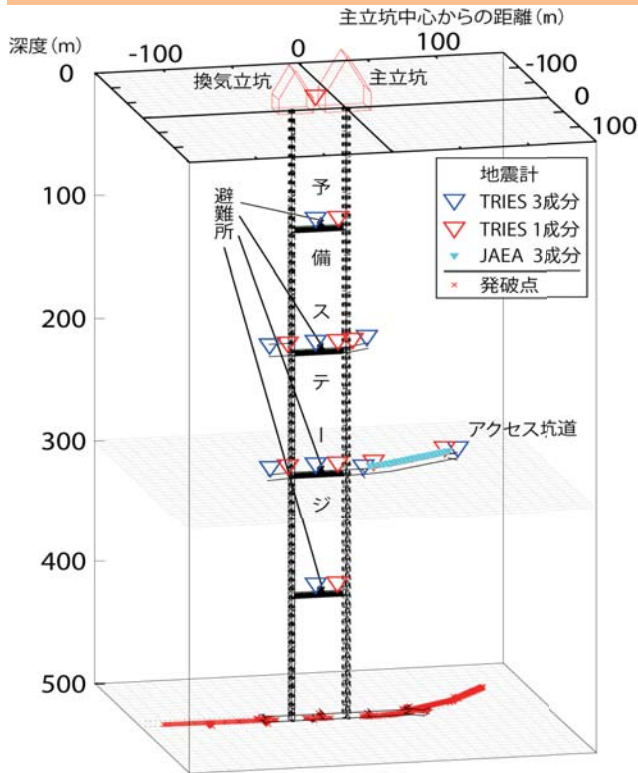 主立坑中心からの距離(m)
深度(m)
-100
0
100
-100
0
100
0
換気立坑
主立坑
地震計
TRIES 3成分
TRIES 1成分
JAEA 3成分
発破点
100
避難所
予備ステージ
200
300
アクセス坑道
400
500